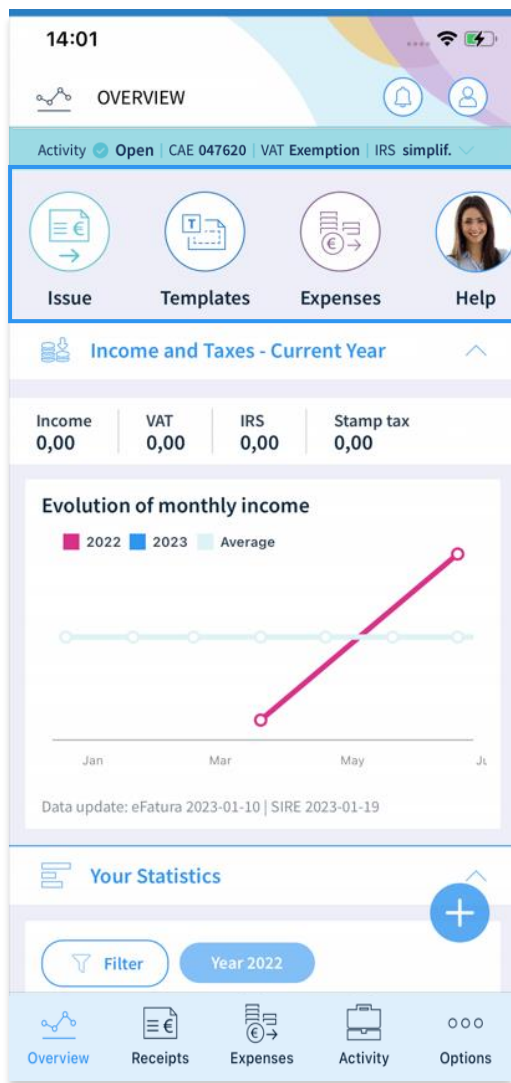 14:01
OVERVIEW
Activity Open | CAE 047620 | VAT Exemption | IRS simplif.
Issue Templates Expenses Help
Income and Taxes - Current Year
Income VAT IRS Stamp tax
0,00 0,00 0,00 0,00
Evolution of monthly income
2022 2023 Average
Jan Mar May
Data update: eFatura 2023-01-10 | SIRE 2023-01-19
Your Statistics
Filter Year 2022
Overview Receipts Expenses Activity Options